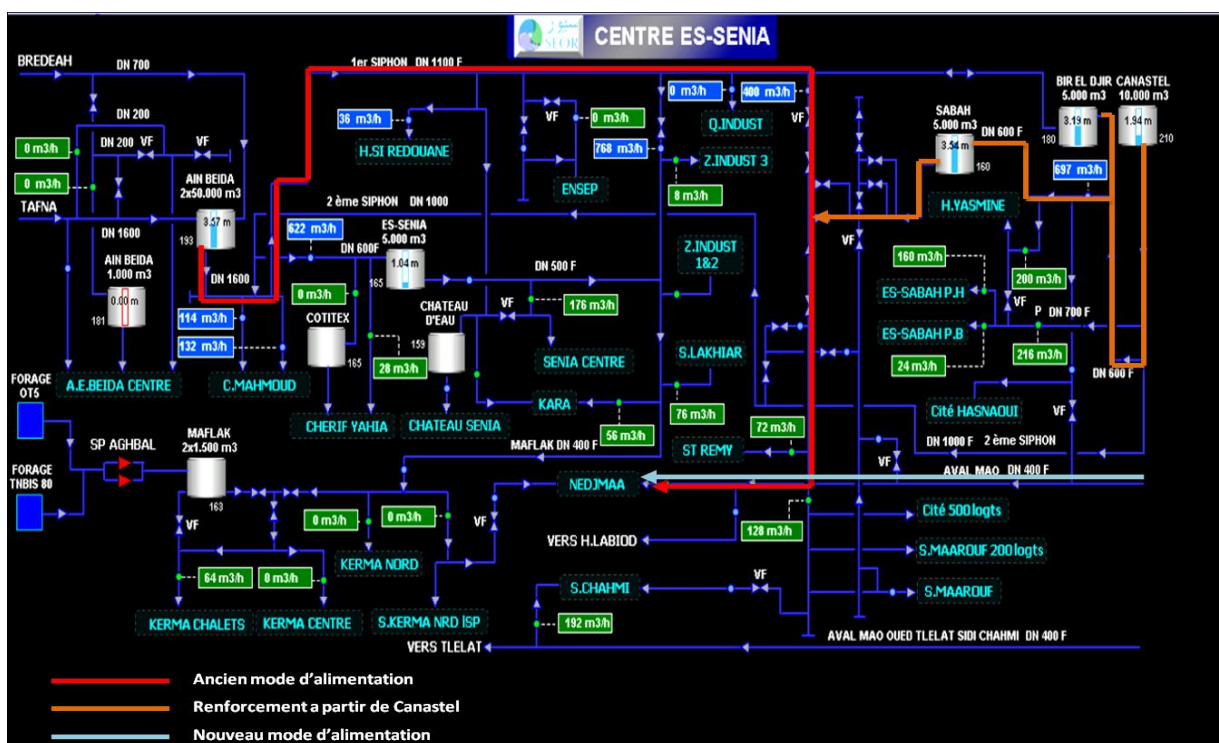 SEOR
CENTRE ES-SENIA
BREDEAH
DN 700
1er SIPHON DN 1100 F
BIR EL DJIR
5.000 m3
CANASTEL
10.000 m3
DN 200
0 m3/h
DN 200
VF
VF
36 m3/h
VF
0 m3/h
0 m3/h
400 m3/h
SABAH
5.000 m3
DN 600 F
3.19 m
1.94 m
180
210
Q.INDUST
768 m3/h
3.54 m
160
H.SI REDOUANE
Z.INDUST 3
697 m3/h
0 m3/h
AIN BEIDA
2x50.000 m3
ENSEP
8 m3/h
TAFNA
2 ème SIPHON DN 1000
H.YASMINE
DN 1600
3.57 m
193
622 m3/h
ES-SENIA
5.000 m3
DN 600F
VF
Z.INDUST
1&2
AIN BEIDA
1.000 m3
DN 1600
1.04 m
165
DN 500 F
160 m3/h
200 m3/h
0.00 m
181
0 m3/h
176 m3/h
ES-SABAH P.H
VF
P
DN 700 F
114 m3/h
COTITEX
CHATEAU
D'EAU
VF
132 m3/h
159
165
SENIA CENTRE
S.LAKHIAR
ES-SABAH P.B
24 m3/h
216 m3/h
28 m3/h
DN 600 F
FORAGE
OT5
A.E.BEIDA CENTRE
C.MAHMOUD
KARA
76 m3/h
Cité HASNAOUI
VF
CHERIF YAHIA
CHATEAU SENIA
56 m3/h
72 m3/h
SP AGHBAL
MAFLAK
2x1.500 m3
MAFLAK DN 400 F
ST REMY
DN 1000 F 2 ème SIPHON
FORAGE
TNBIS 80
VF
AVAL MAO DN 400 F
NEDJMAA
163
VF
0 m3/h
0 m3/h
VF
128 m3/h
Cité 500 logts
VERS H.LABIOD
S.MAAROUF 200 logts
KERMA NORD
64 m3/h
0 m3/h
S.CHAHMI
VF
S.MAAROUF
KERMA CHALETS
KERMA CENTRE
S.KERMA NRD ISP
192 m3/h
AVAL MAO OUED TLELAT SIDI CHAHMI DN 400 F
VERS TLELAT
Ancien mode d'alimentation
Renforcement a partir de Canastel
Nouveau mode d'alimentation